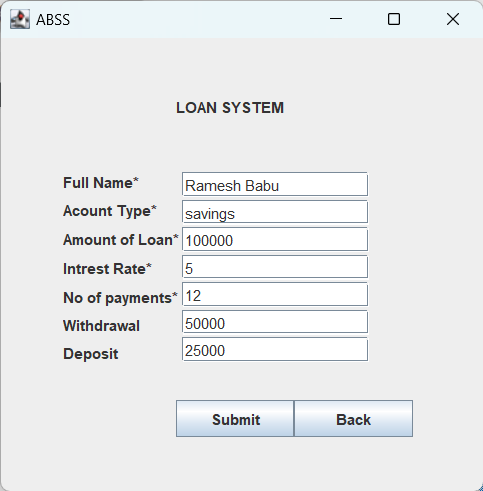 ABSS
LOAN SYSTEM
Full Name* Ramesh Babu
Acount Type* savings
Amount of Loan* 100000
Intrest Rate* 5
No of payments* 12
Withdrawal 50000
Deposit 25000
Submit Back